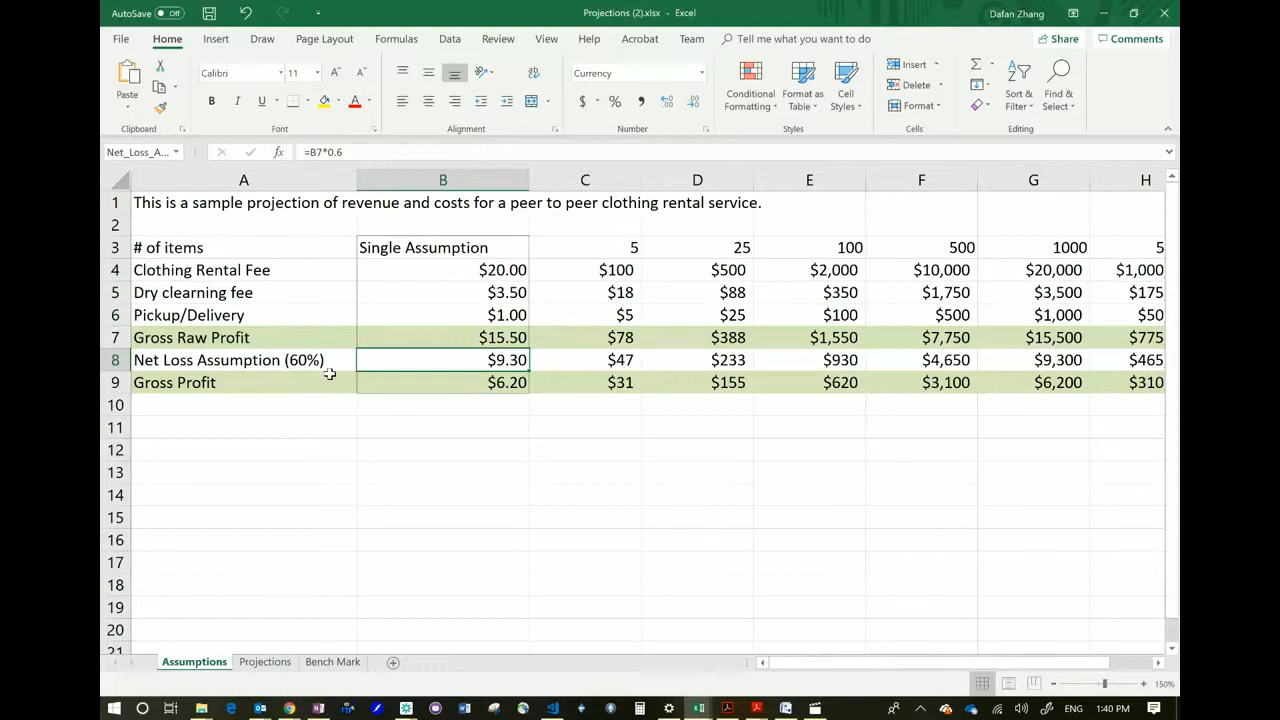 AutoSave Off Projections (2).xlsx - Excel Dafan Zhang
File Home Insert Draw Page Layout Formulas Data Review View Help Acrobat Team Tell me what you want to do Share Comments
Paste
Clipboard
Calibri 11
B I U
Font
Alignment
Currency
$ %
Number
Conditional Formatting
Format as Table
Cell Styles
Styles
Insert
Delete
Format
Cells
Sort & Filter
Find & Select
Editing
Net_Loss_A... fx =B7*0.6
A B C D E F G H
1 This is a sample projection of revenue and costs for a peer to peer clothing rental service.
2
3 # of items Single Assumption 5 25 100 500 1000 5
4 Clothing Rental Fee $20.00 $100 $500 $2,000 $10,000 $20,000 $1,000
5 Dry clearning fee $3.50 $18 $88 $350 $1,750 $3,500 $175
6 Pickup/Delivery $1.00 $5 $25 $100 $500 $1,000 $50
7 Gross Raw Profit $15.50 $78 $388 $1,550 $7,750 $15,500 $775
8 Net Loss Assumption (60%) $9.30 $47 $233 $930 $4,650 $9,300 $465
9 Gross Profit $6.20 $31 $155 $620 $3,100 $6,200 $310
10
11
12
13
14
15
16
17
18
19
20
21
Assumptions Projections Bench Mark
150%
ENG 1:40 PM